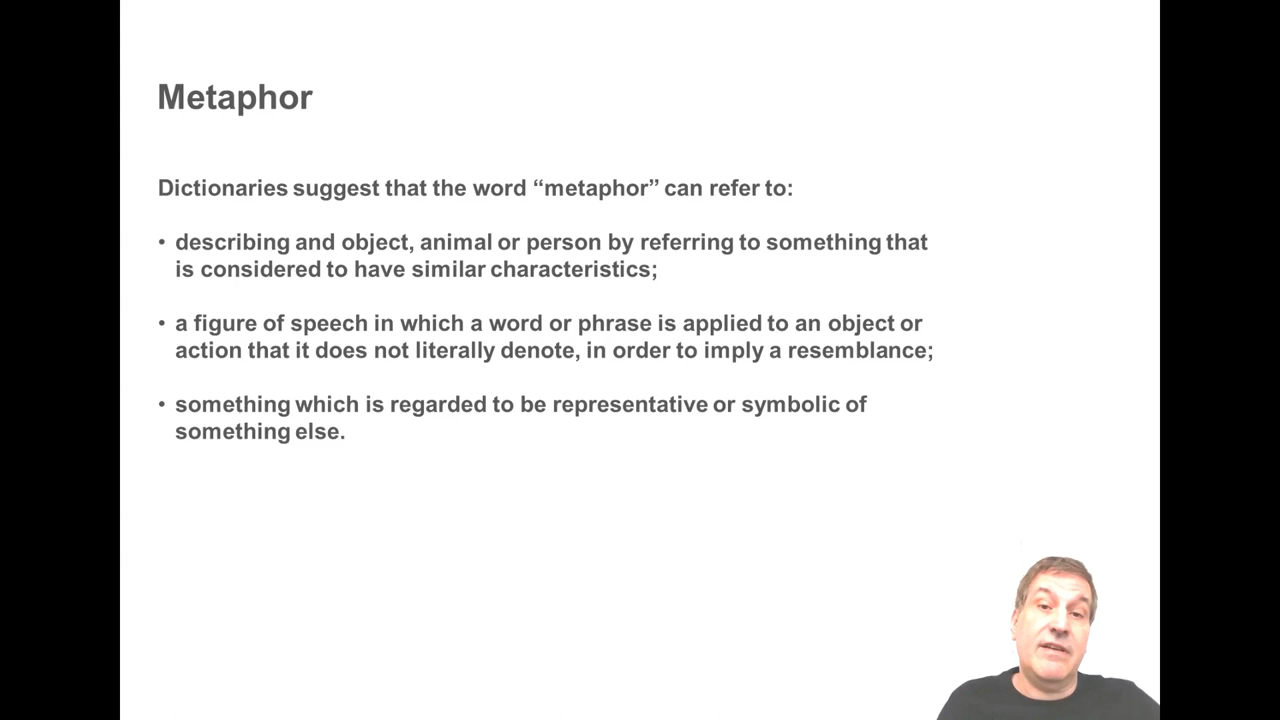 Metaphor
Dictionaries suggest that the word “metaphor” can refer to:
• describing and object, animal or person by referring to something that
is considered to have similar characteristics;
• a figure of speech in which a word or phrase is applied to an object or
action that it does not literally denote, in order to imply a resemblance;
• something which is regarded to be representative or symbolic of
something else.